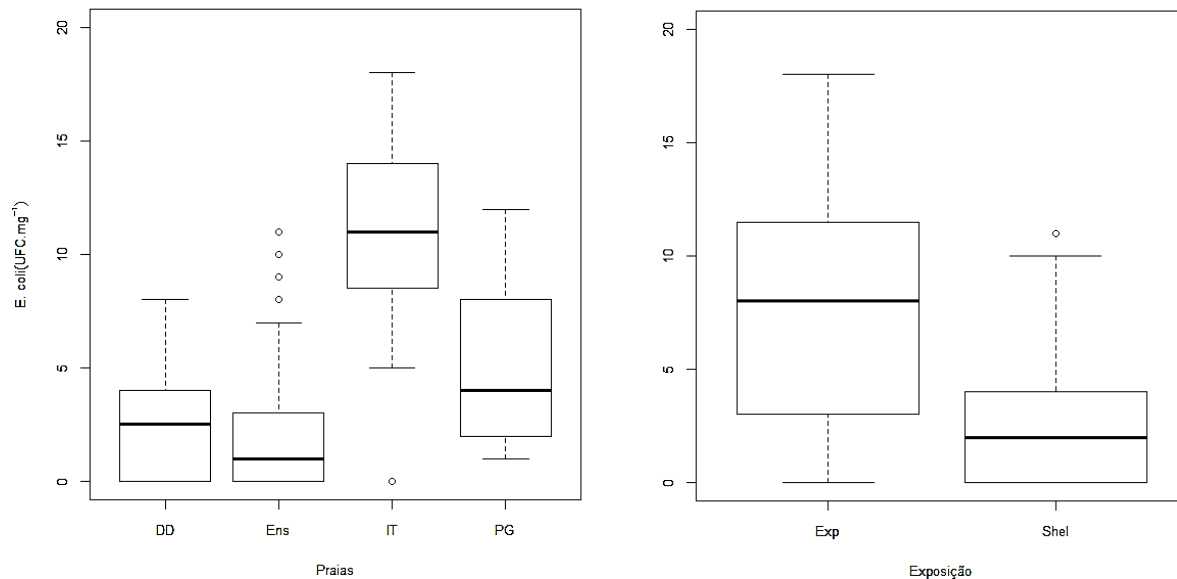 E. coli(UFC.mg⁻¹)
20
15
10
5
0
DD Ens IT PG
Praias
20
15
10
5
0
Exp Shel
Exposição